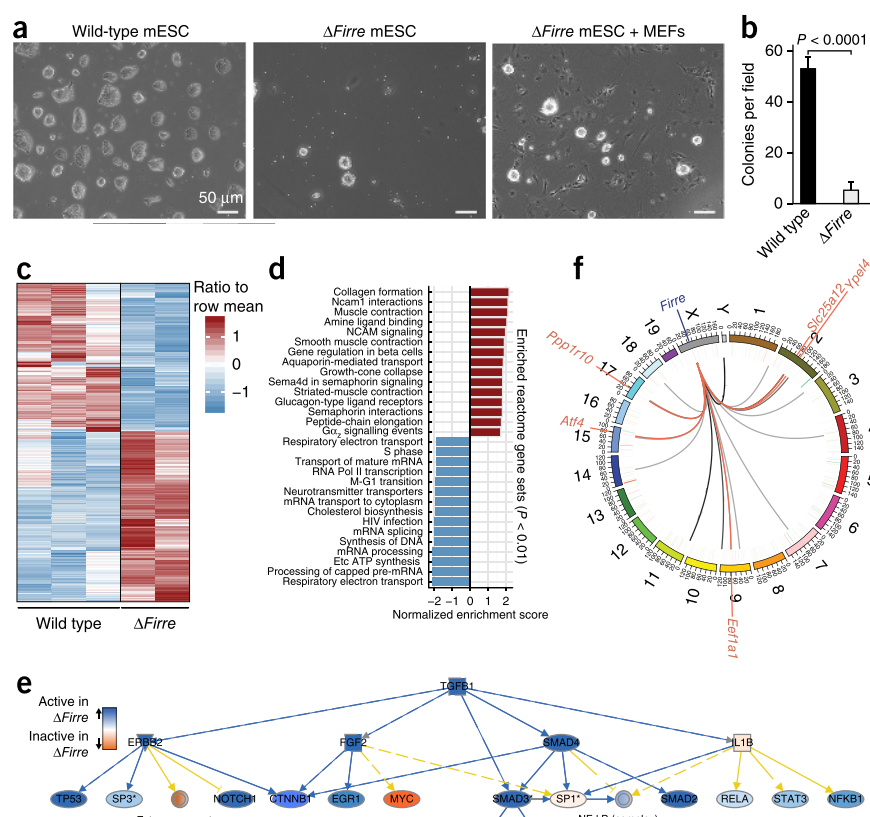 a
Wild-type mESC
ΔFirre mESC
ΔFirre mESC + MEFs
50 μm
b
P < 0.0001
Colonies per field
60
40
20
0
Wild type
ΔFirre
c
Ratio to
row mean
1
0
−1
Wild type
ΔFirre
d
Collagen formation
Ncam1 interactions
Muscle contraction
Amine ligand binding
NCAM signaling
Smooth muscle contraction
Gene regulation in beta cells
Aquaporin-mediated transport
Growth-cone collapse
Sema4d in semaphorin signaling
Striated-muscle contraction
Glucagon-type ligand receptors
Semaphorin interactions
Peptide-chain elongation
Gαz signalling events
Respiratory electron transport
S phase
Transport of mature mRNA
RNA Pol II transcription
M-G1 transition
Neurotransmitter transporters
mRNA transport to cytoplasm
Cholesterol biosynthesis
HIV infection
mRNA splicing
Synthesis of DNA
mRNA processing
Etc ATP synthesis
Processing of capped pre-mRNA
Respiratory electron transport
−2 −1 0 1 2
Normalized enrichment score
Enriched reactome gene sets (P < 0.01)
f
Firre
Slc25a12
Ypel4
Ppp1r10
Atf4
Eef1a1
X
Y
1
2
3
6
7
8
9
10
11
12
13
14
15
16
17
18
19
e
Active in
ΔFirre
Inactive in
ΔFirre
TGFB1
ERBB2
FGF2
SMAD4
IL1B
TP53
SP3*
NOTCH1
CTNNB1
EGR1
MYC
SMAD3*
SP1*
SMAD2
RELA
STAT3
NFKB1